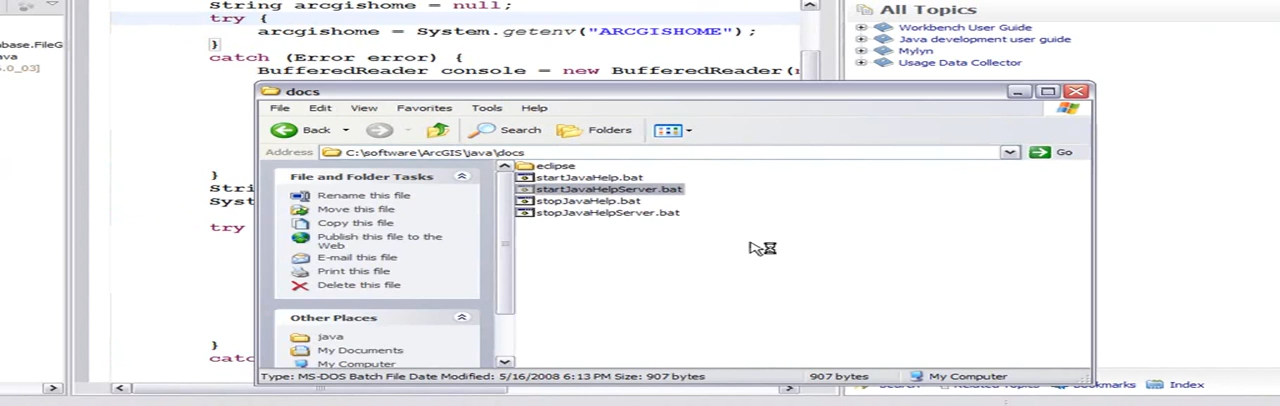 String arcgishome = null;
try {
arcgishome = System.getenv("ARCGISHOME");
}
catch (Error error) {
BufferedReader console = new BufferedReader(
base.FileG
ava
.0_03]
}
Stri
Sys
try
}
catc
All Topics
Workbench User Guide
Java development user guide
Mylyn
Usage Data Collector
docs
File Edit View Favorites Tools Help
Back Search Folders
Address C:\software\ArcGIS\java\docs Go
File and Folder Tasks
Rename this file
Move this file
Copy this file
Publish this file to the
Web
E-mail this file
Print this file
Delete this file
Other Places
java
My Documents
My Computer
eclipse
startJavaHelp.bat
startJavaHelpServer.bat
stopJavaHelp.bat
stopJavaHelpServer.bat
Type: MS-DOS Batch File Date Modified: 5/16/2008 6:13 PM Size: 907 bytes 907 bytes My Computer
Bookmarks Index